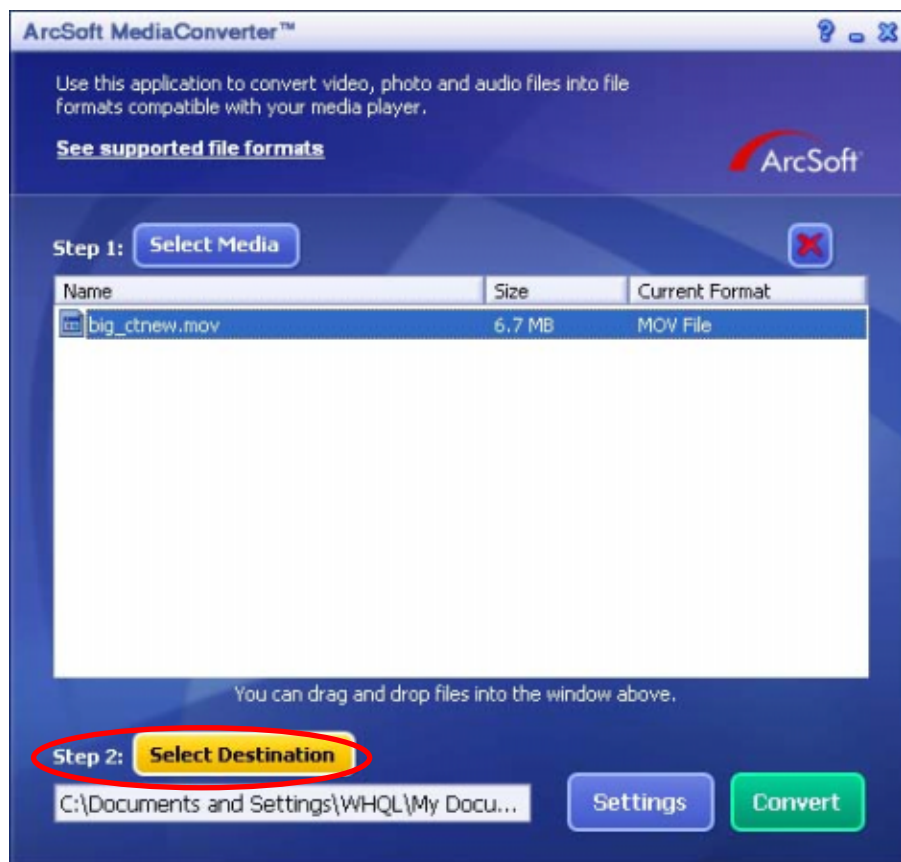 ArcSoft MediaConverter™
Use this application to convert video, photo and audio files into file
formats compatible with your media player.
See supported file formats
ArcSoft
Step 1: Select Media
Name Size Current Format
big_ctnew.mov 6.7 MB MOV File
You can drag and drop files into the window above.
Step 2: Select Destination
C:\Documents and Settings\WHQL\My Docu... Settings Convert